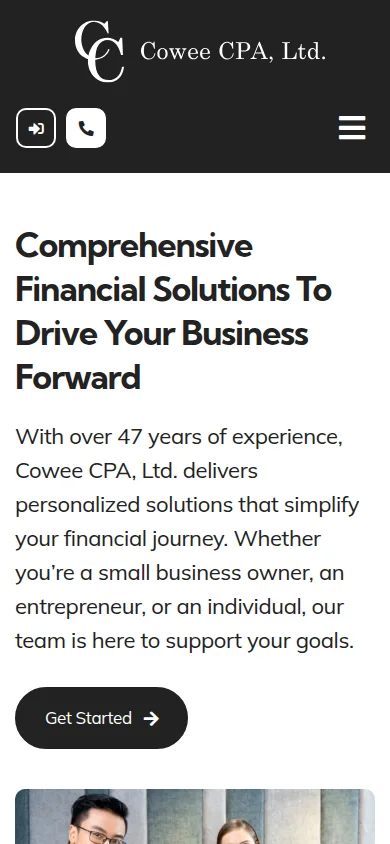 CC Cowee CPA, Ltd.
Comprehensive
Financial Solutions To
Drive Your Business
Forward
With over 47 years of experience,
Cowee CPA, Ltd. delivers
personalized solutions that simplify
your financial journey. Whether
you’re a small business owner, an
entrepreneur, or an individual, our
team is here to support your goals.
Get Started